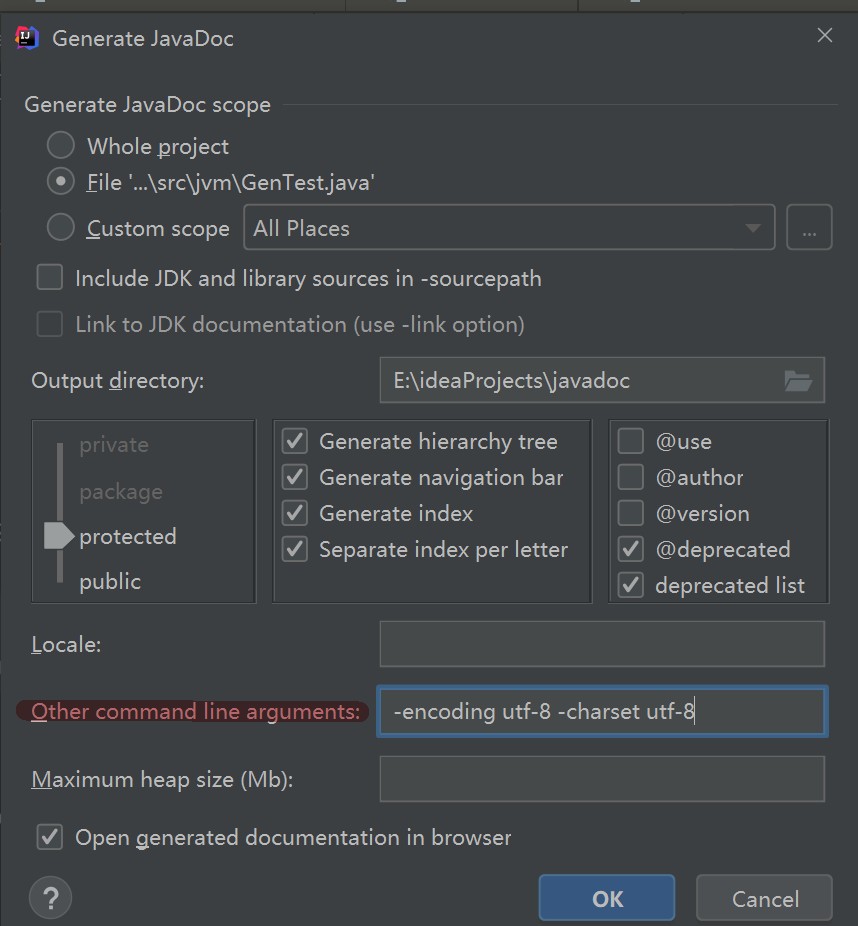 Generate JavaDoc
Generate JavaDoc scope
Whole project
File '...\src\jvm\GenTest.java'
Custom scope
All Places
...
Include JDK and library sources in -sourcepath
Link to JDK documentation (use -link option)
Output directory:
E:\ideaProjects\javadoc
private
package
protected
public
Generate hierarchy tree
Generate navigation bar
Generate index
Separate index per letter
@use
@author
@version
@deprecated
deprecated list
Locale:
Other command line arguments:
-encoding utf-8 -charset utf-8
Maximum heap size (Mb):
Open generated documentation in browser
?
OK
Cancel